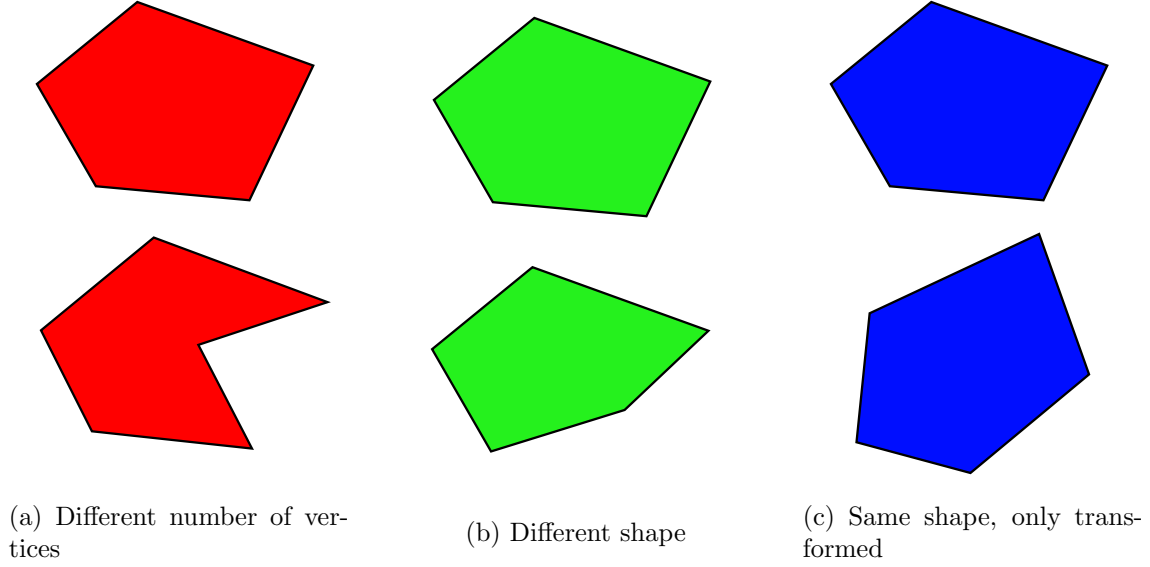 (a) Different number of ver-
tices
(b) Different shape
(c) Same shape, only trans-
formed